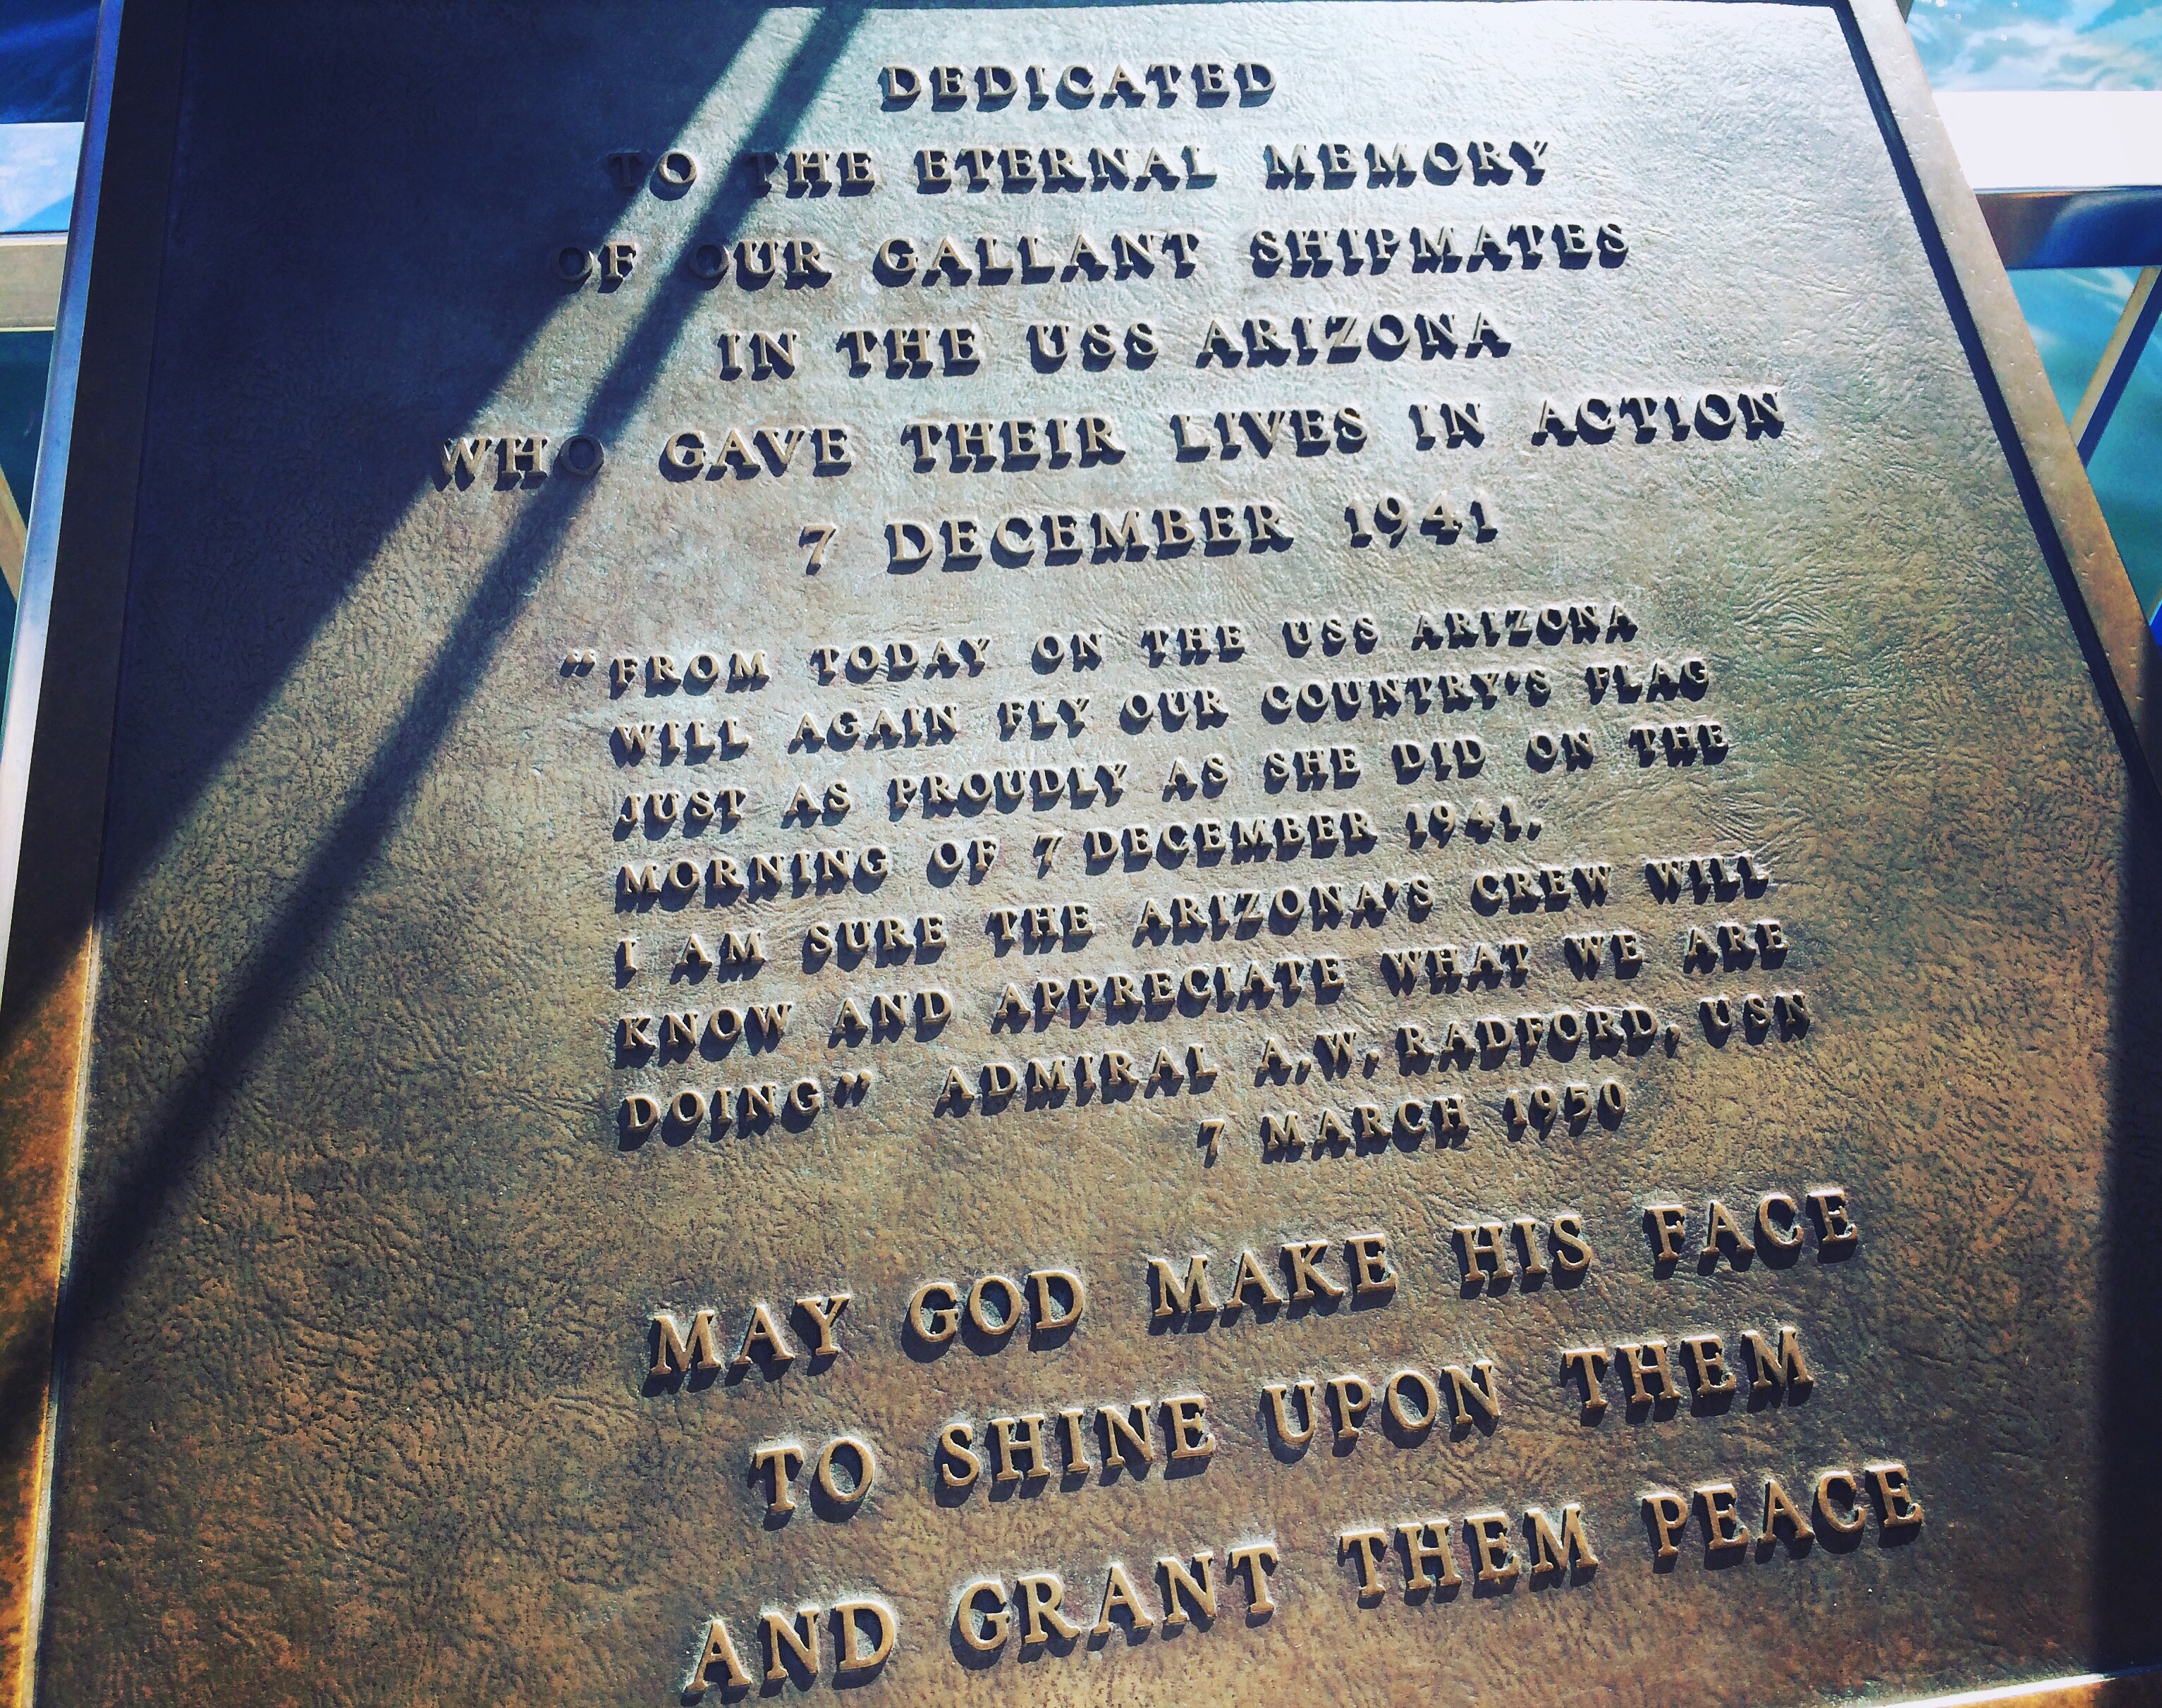 DEDICATED
TO THE ETERNAL MEMORY
OF OUR GALLANT SHIPMATES
IN THE USS ARIZONA
WHO GAVE THEIR LIVES IN ACTION
7 DECEMBER 1941
"FROM TODAY ON THE USS ARIZONA
WILL AGAIN FLY OUR COUNTRY'S FLAG
JUST AS PROUDLY AS SHE DID ON THE
MORNING OF 7 DECEMBER 1941.
I AM SURE THE ARIZONA'S CREW WILL
KNOW AND APPRECIATE WHAT WE ARE
DOING" ADMIRAL A.W. RADFORD, USN
7 MARCH 1950
MAY GOD MAKE HIS FACE
TO SHINE UPON THEM
AND GRANT THEM PEACE